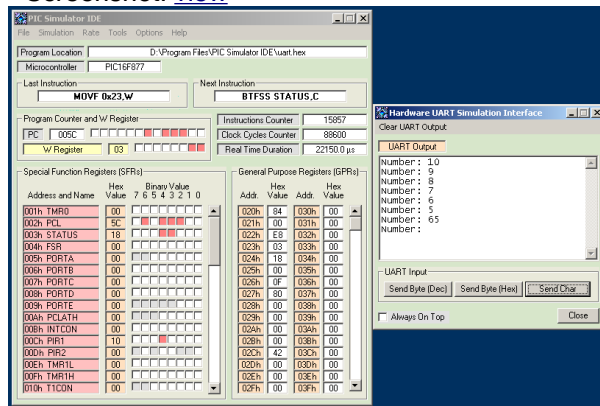 Screenshot: View
PIC Simulator IDE
File Simulation Rate Tools Options Help
Program Location D:\Program Files\PIC Simulator IDE\uart.hex
Microcontroller PIC16F877
Last Instruction Next Instruction
MOVF 0x23,W BTFSS STATUS,C
Program Counter and W Register
PC 005C
W Register 03
Instructions Counter 15857
Clock Cycles Counter 88600
Real Time Duration 22150.0 µs
Special Function Registers (SFRs)
Hex Binary Value
Address and Name Value 7 6 5 4 3 2 1 0
001h TMR0 00
002h PCL 5C
003h STATUS 18
004h FSR 00
005h PORTA 00
006h PORTB 00
007h PORTC 00
008h PORTD 00
009h PORTE 00
00Ah PCLATH 00
00Bh INTCON 00
00Ch PIR1 10
00Dh PIR2 00
00Eh TMR1L 00
00Fh TMR1H 00
010h T1CON 00
General Purpose Registers (GPRs)
Hex Hex
Addr. Value Addr. Value
020h 84 030h 00
021h 00 031h 00
022h E8 032h 00
023h 03 033h 00
024h 18 034h 00
025h 00 035h 00
026h 0F 036h 00
027h 80 037h 00
028h 00 038h 00
029h 00 039h 00
02Ah 00 03Ah 00
02Bh 00 03Bh 00
02Ch 42 03Ch 00
02Dh 00 03Dh 00
02Eh 00 03Eh 00
02Fh 00 03Fh 00
Hardware UART Simulation Interface
Clear UART Output
UART Output
Number: 10
Number: 9
Number: 8
Number: 7
Number: 6
Number: 5
Number: 65
Number:
UART Input
Send Byte (Dec) Send Byte (Hex) Send Char
Always On Top Close